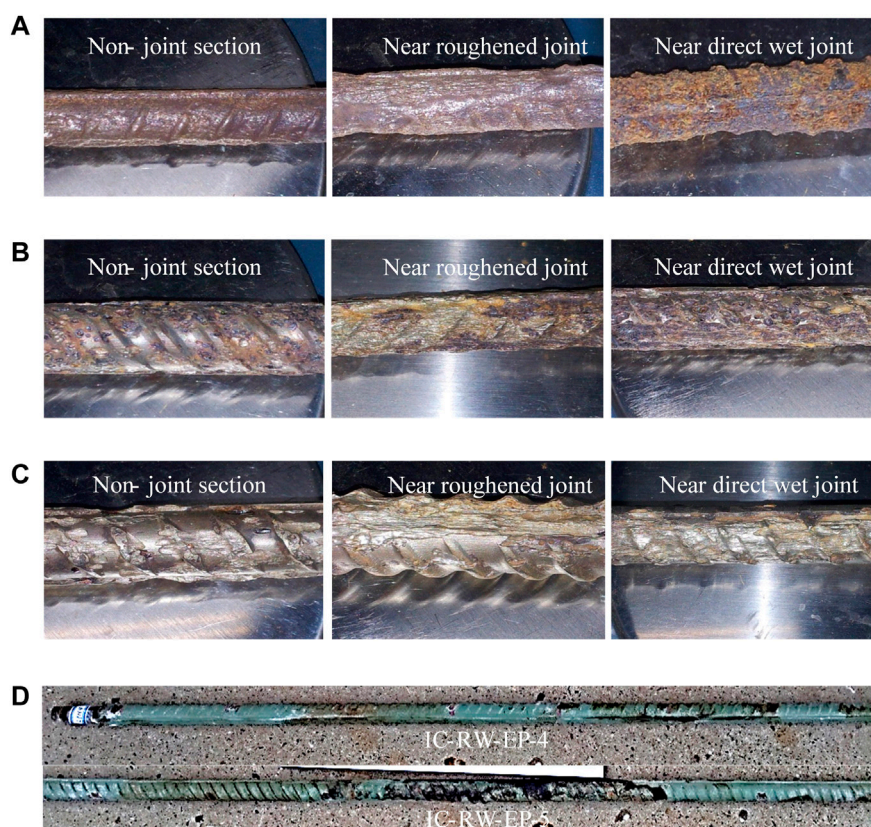 A
Non- joint section
Near roughened joint
Near direct wet joint
B
Non- joint section
Near roughened joint
Near direct wet joint
C
Non- joint section
Near roughened joint
Near direct wet joint
D
IC-RW-EP-4
IC-RW-EP-5